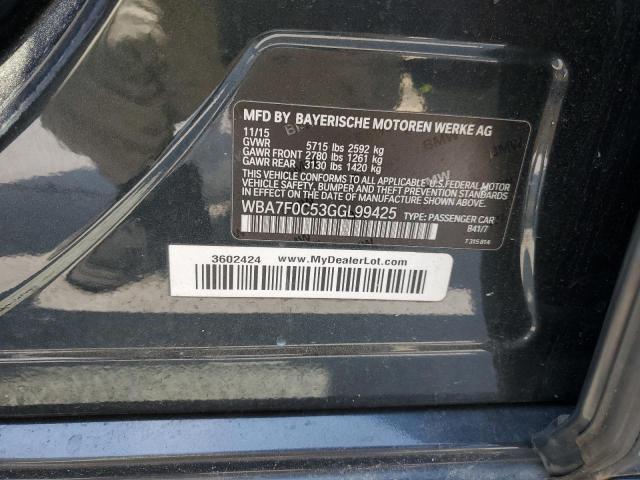 MFD BY BAYERISCHE MOTOREN WERKE AG
11/15
GVWR 5715 lbs 2592 kg
GAWR FRONT 2780 lbs 1261 kg
GAWR REAR 3130 lbs 1420 kg
THIS VEHICLE CONFORMS TO ALL APPLICABLE U.S. FEDERAL MOTOR
VEHICLE SAFETY, BUMPER, AND THEFT PREVENTION STANDARDS
IN EFFECT ON THE DATE OF MANUFACTURE SHOWN ABOVE.
WBA7F0C53GGL99425 TYPE: PASSENGER CAR
B41/7
7 315 814
3602424 www.MyDealerLot.com